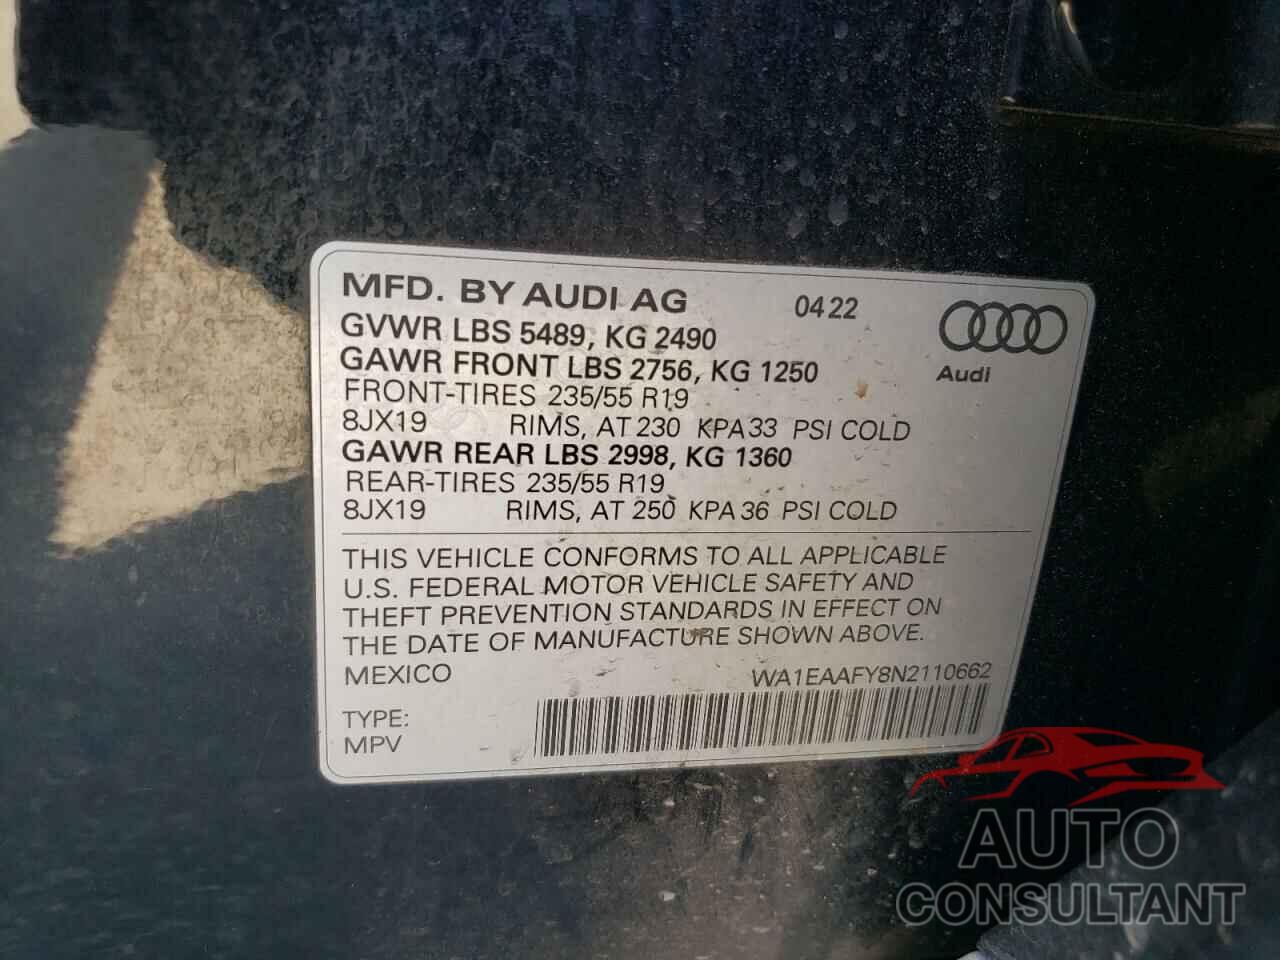 MFD. BY AUDI AG 04 22
GVWR LBS 5489, KG 2490
GAWR FRONT LBS 2756, KG 1250
Audi
FRONT-TIRES 235/55 R19
8JX19 RIMS, AT 230 KPA 33 PSI COLD
GAWR REAR LBS 2998, KG 1360
REAR-TIRES 235/55 R19
8JX19 RIMS, AT 250 KPA 36 PSI COLD
THIS VEHICLE CONFORMS TO ALL APPLICABLE
U.S. FEDERAL MOTOR VEHICLE SAFETY AND
THEFT PREVENTION STANDARDS IN EFFECT ON
THE DATE OF MANUFACTURE SHOWN ABOVE.
MEXICO WA1EAAFY8N2110662
TYPE:
MPV
AUTO
CONSULTANT